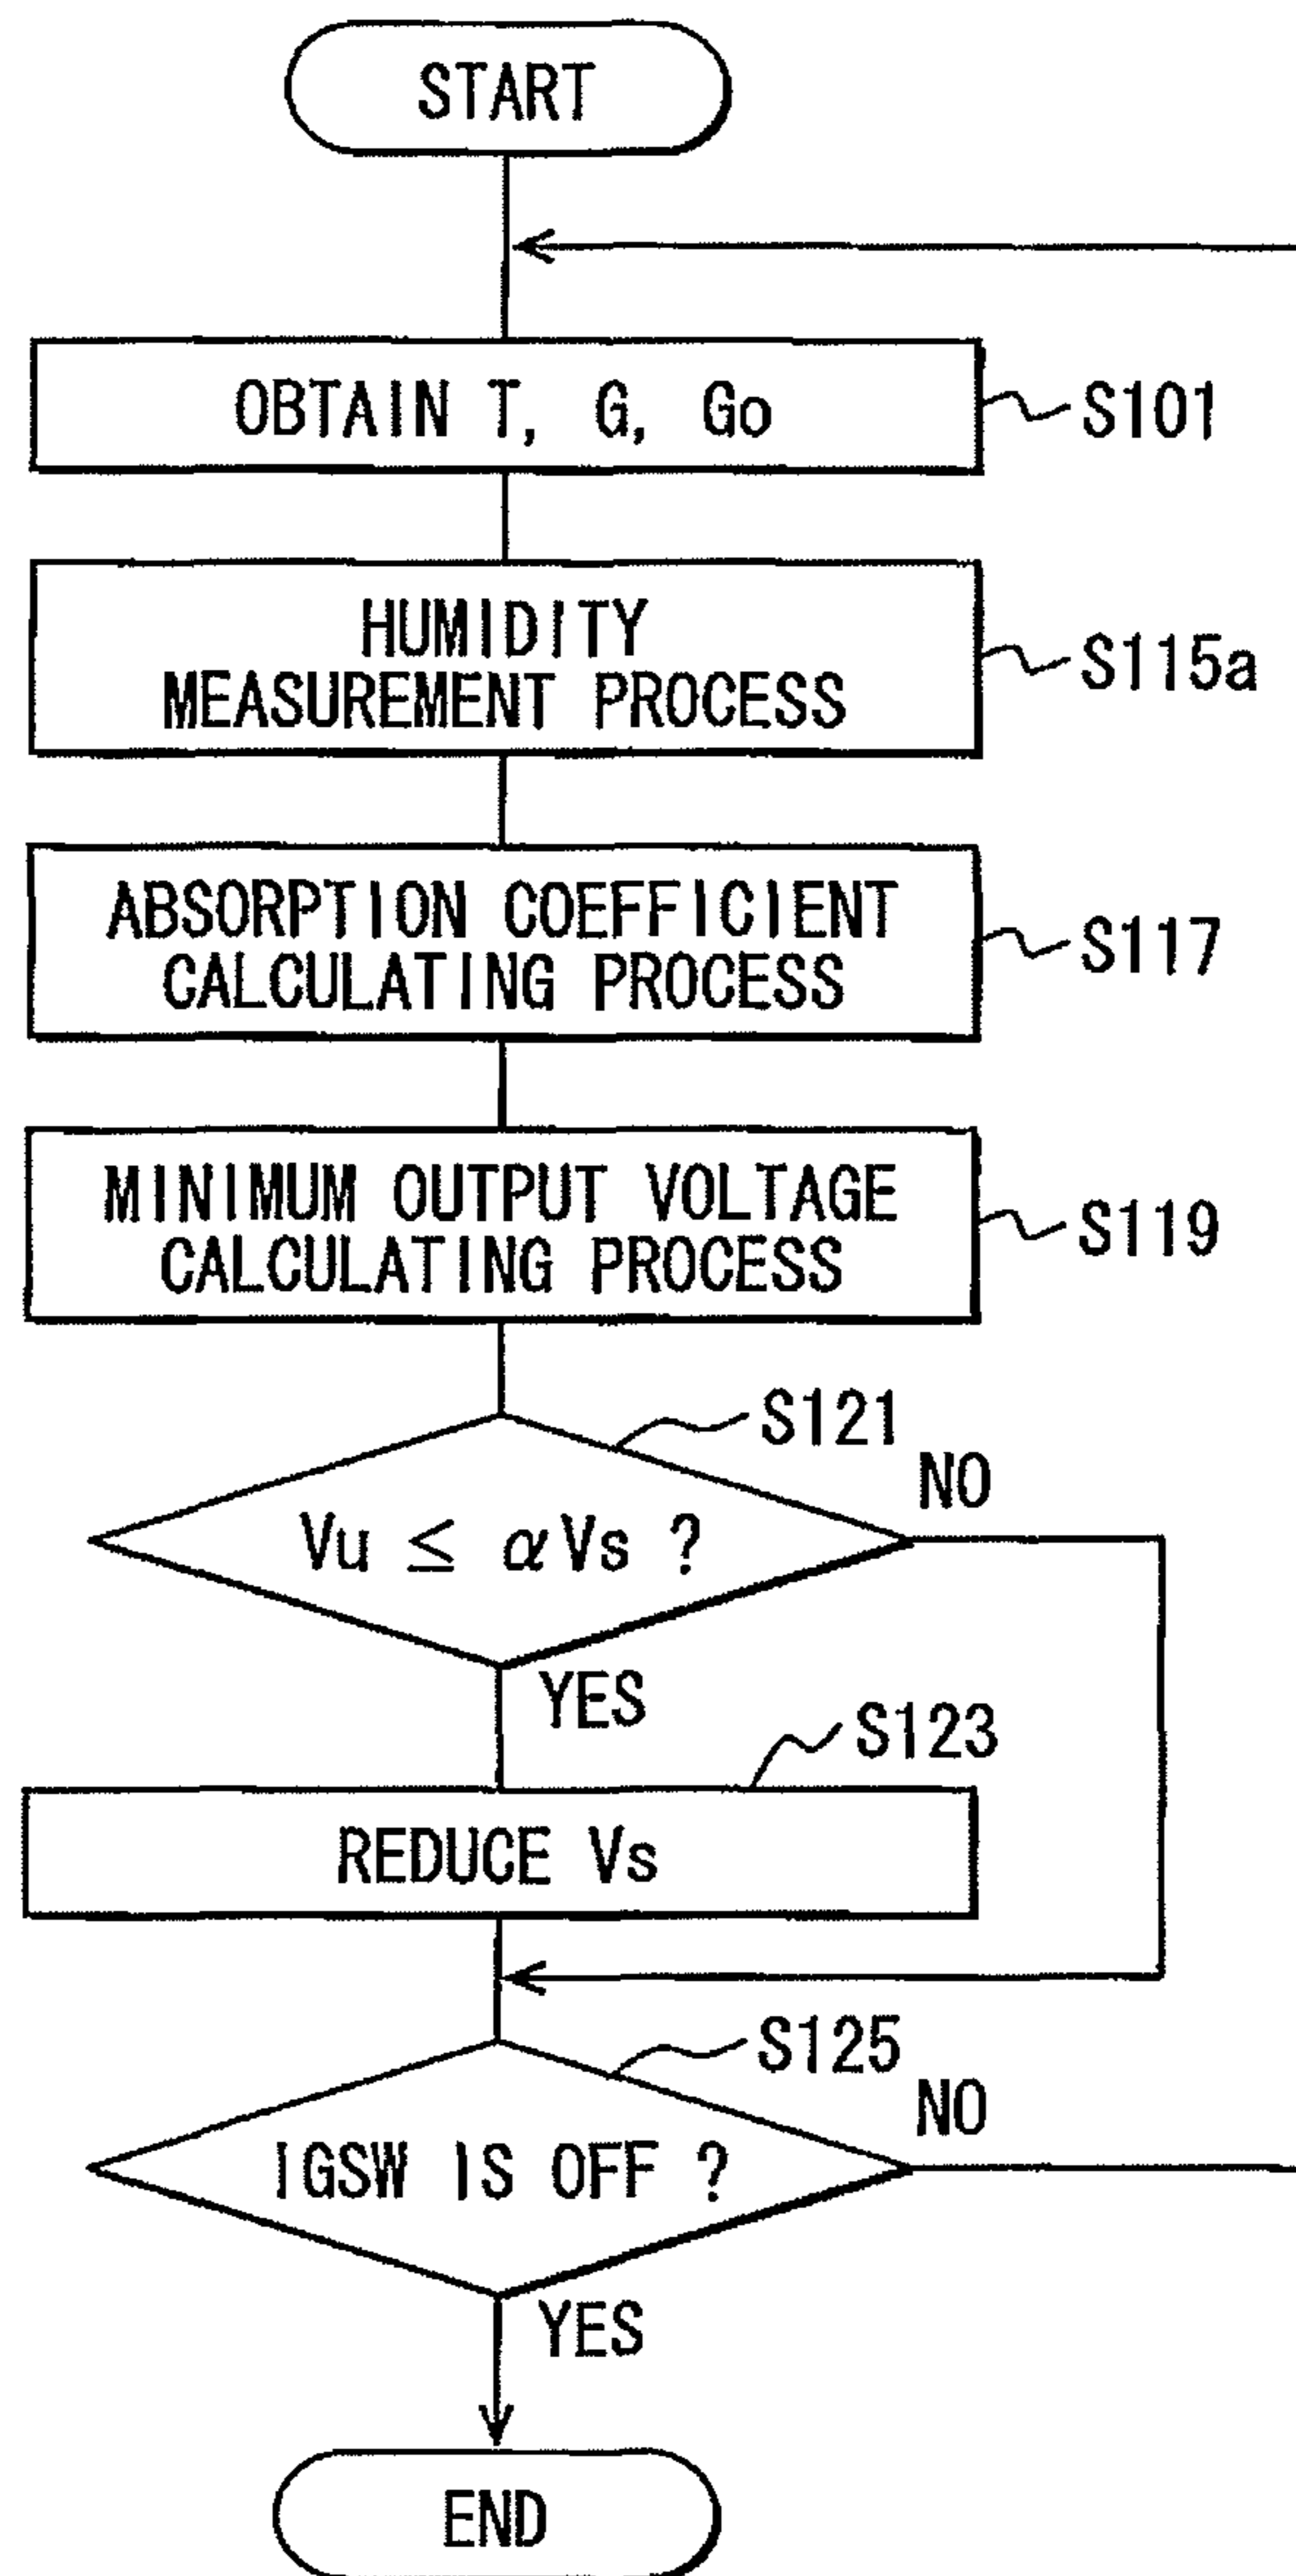 START
OBTAIN T, G, Go
S101
HUMIDITY
MEASUREMENT PROCESS
S115a
ABSORPTION COEFFICIENT
CALCULATING PROCESS
S117
MINIMUM OUTPUT VOLTAGE
CALCULATING PROCESS
S119
S121
NO
Vu ≤ αVs ?
YES
S123
REDUCE Vs
S125
NO
IGSW IS OFF ?
YES
END